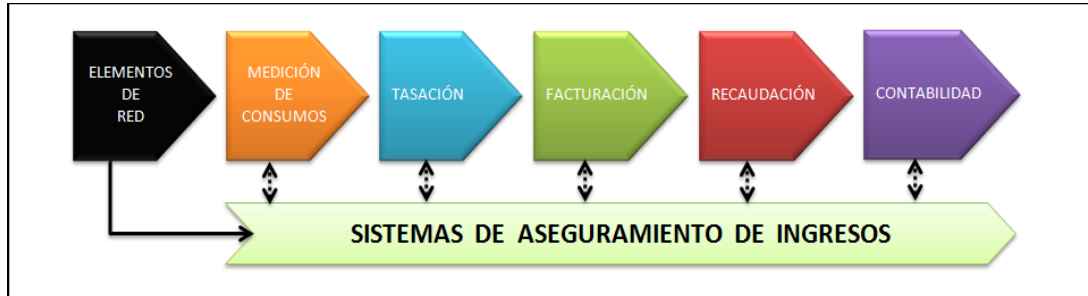 ELEMENTOS
DE
RED
MEDICIÓN
DE
CONSUMOS
TASACIÓN
FACTURACIÓN
RECAUDACIÓN
CONTABILIDAD
SISTEMAS DE ASEGURAMIENTO DE INGRESOS